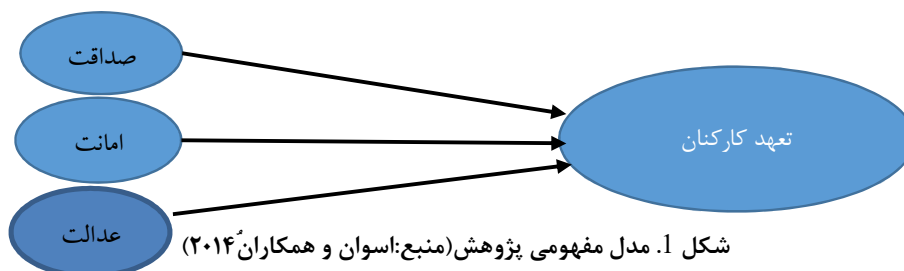 صداقت
امانت
تعهد کارکنان
عدالت
شکل 1. مدل مفهومی پژوهش(منبع:اسوان و همکاران,۲۰۱۴)